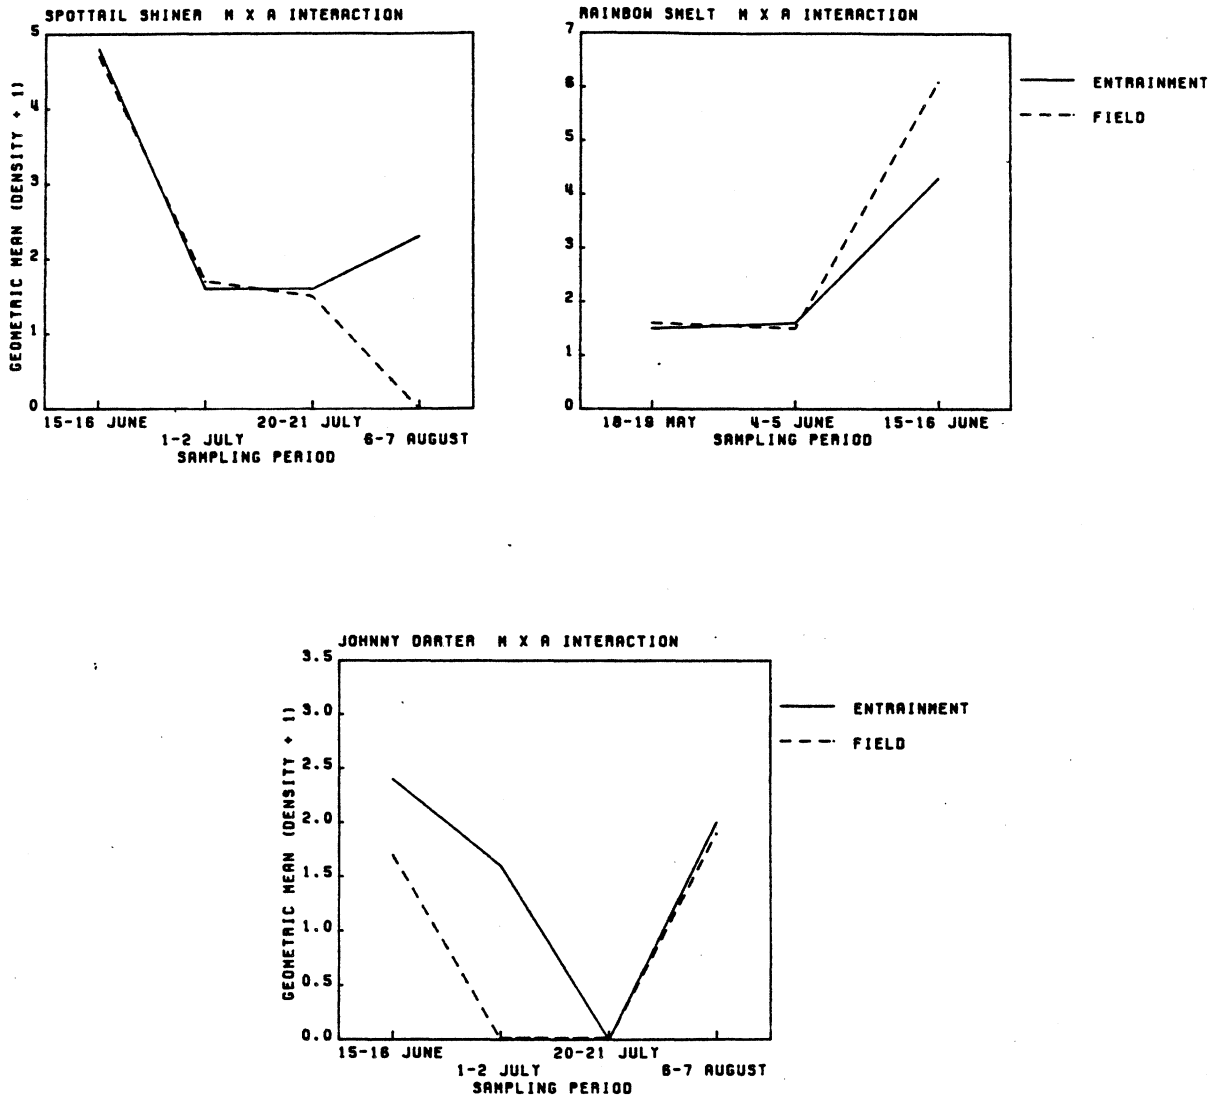 SPOTTAIL SHINER M X A INTERACTION
GEOMETRIC MEAN (DENSITY + 1)
5
4
3
2
1
0
15-16 JUNE
20-21 JULY
1-2 JULY
6-7 AUGUST
SAMPLING PERIOD
RAINBOW SMELT M X A INTERACTION
7
6
5
4
3
2
1
0
18-19 MAY
4-5 JUNE
15-16 JUNE
SAMPLING PERIOD
ENTRAINMENT
FIELD
JOHNNY DARTER M X A INTERACTION
GEOMETRIC MEAN (DENSITY + 1)
3.5
3.0
2.5
2.0
1.5
1.0
0.5
0.0
15-16 JUNE
20-21 JULY
1-2 JULY
6-7 AUGUST
SAMPLING PERIOD
ENTRAINMENT
FIELD